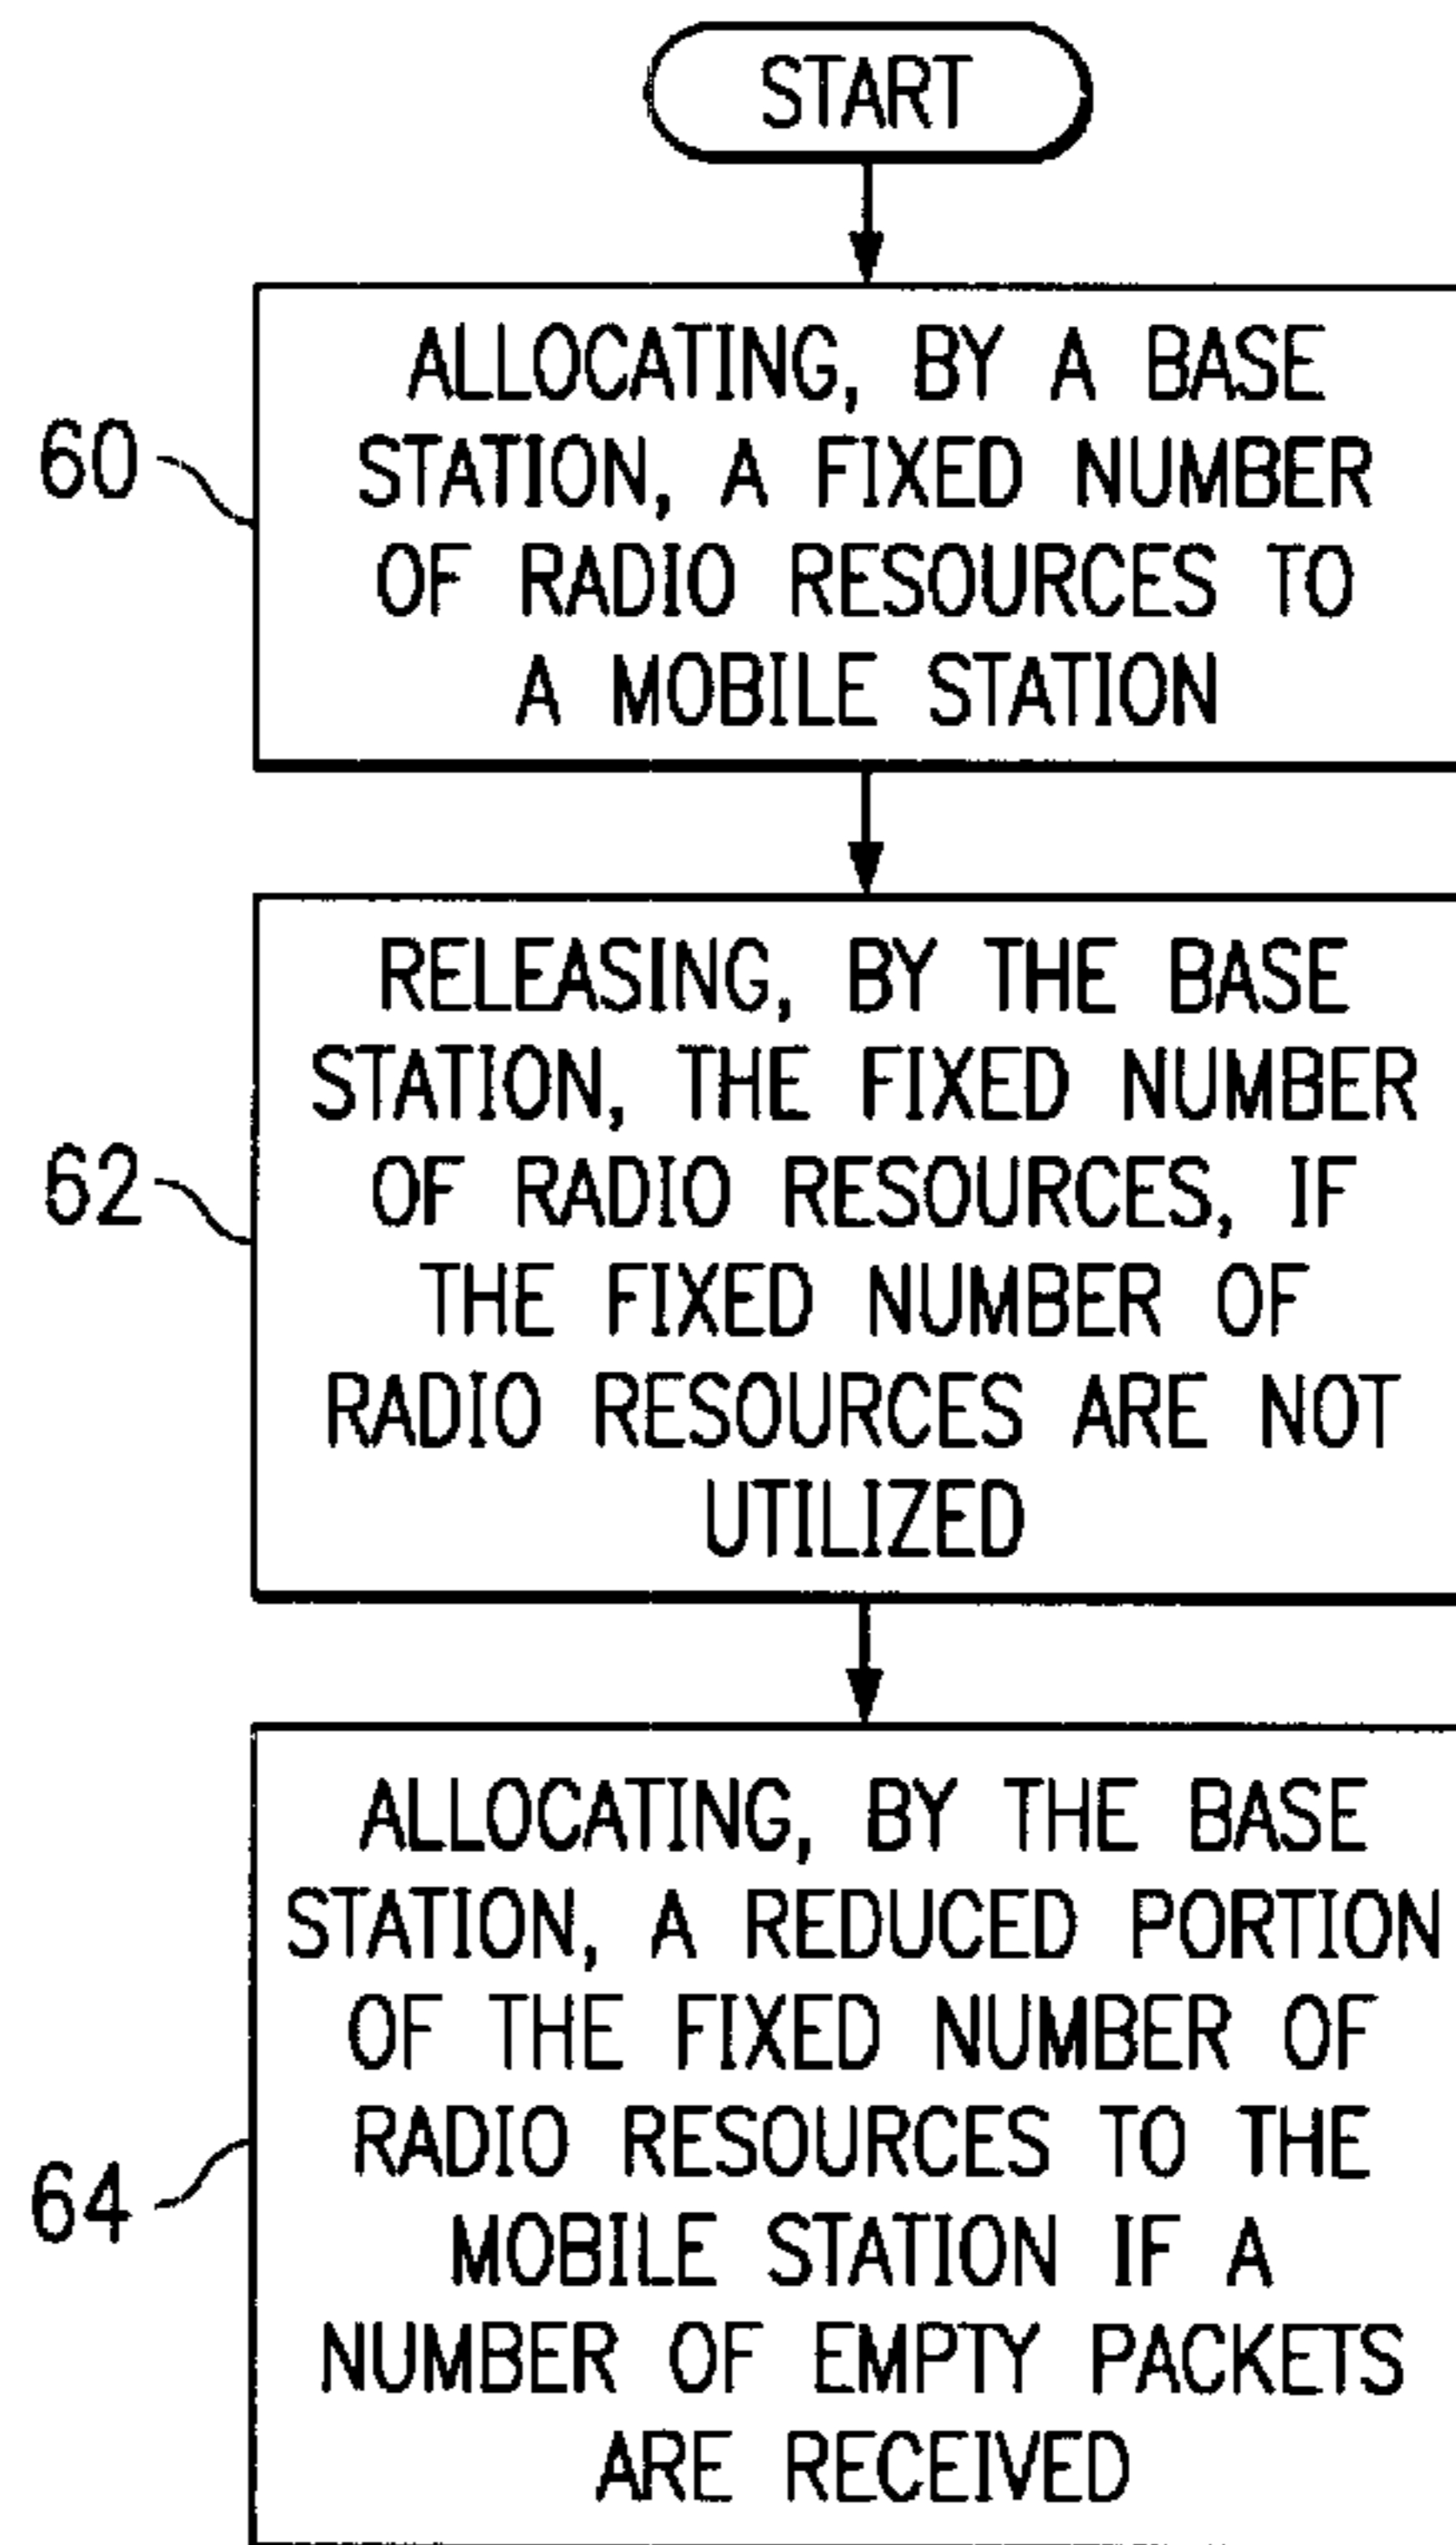 START
60
ALLOCATING, BY A BASE
STATION, A FIXED NUMBER
OF RADIO RESOURCES TO
A MOBILE STATION
62
RELEASING, BY THE BASE
STATION, THE FIXED NUMBER
OF RADIO RESOURCES, IF
THE FIXED NUMBER OF
RADIO RESOURCES ARE NOT
UTILIZED
64
ALLOCATING, BY THE BASE
STATION, A REDUCED PORTION
OF THE FIXED NUMBER OF
RADIO RESOURCES TO THE
MOBILE STATION IF A
NUMBER OF EMPTY PACKETS
ARE RECEIVED